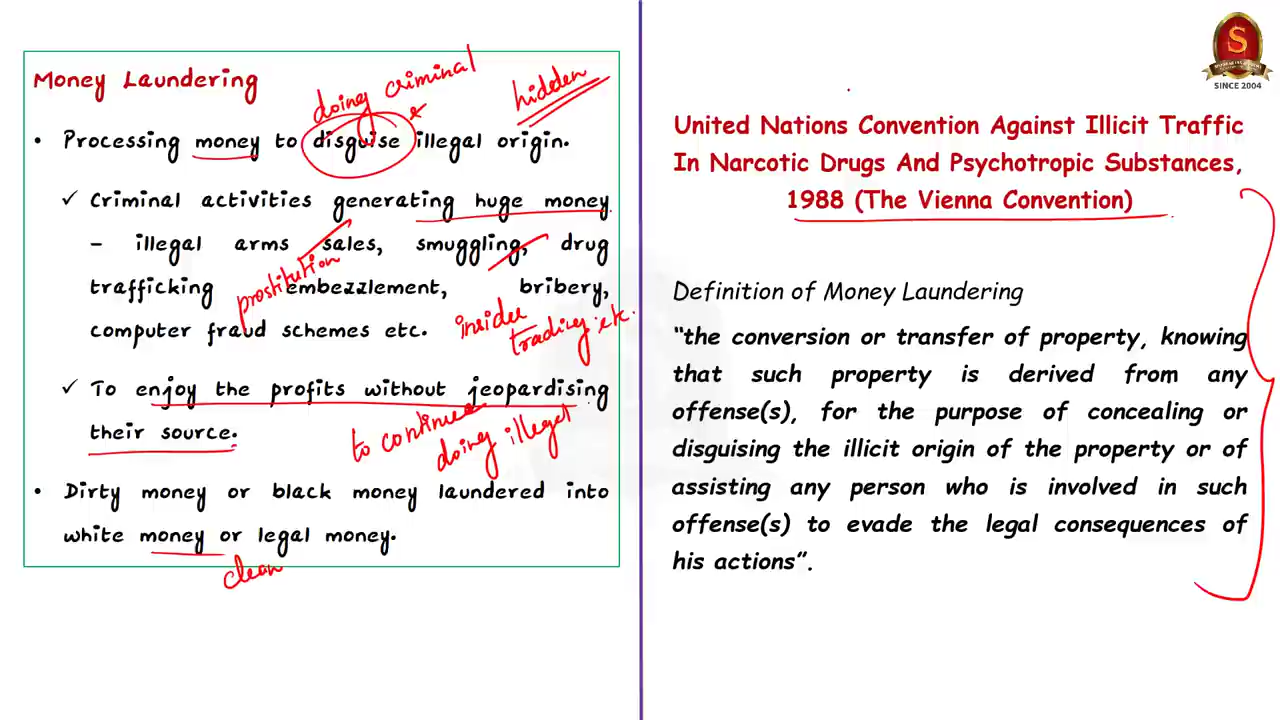 Money Laundering
doing criminal
hidden
• Processing money to disguise illegal origin.
✓ Criminal activities generating huge money
– illegal arms sales, smuggling, drug
trafficking embezzlement, bribery,
prostitution
computer fraud schemes etc.
insider
trading etc.
✓ To enjoy the profits without jeopardising
their source.
to continue
doing illegal
• Dirty money or black money laundered into
white money or legal money.
clean
S
SINCE 2004
United Nations Convention Against Illicit Traffic
In Narcotic Drugs And Psychotropic Substances,
1988 (The Vienna Convention)
Definition of Money Laundering
“the conversion or transfer of property, knowing
that such property is derived from any
offense(s), for the purpose of concealing or
disguising the illicit origin of the property or of
assisting any person who is involved in such
offense(s) to evade the legal consequences of
his actions”.